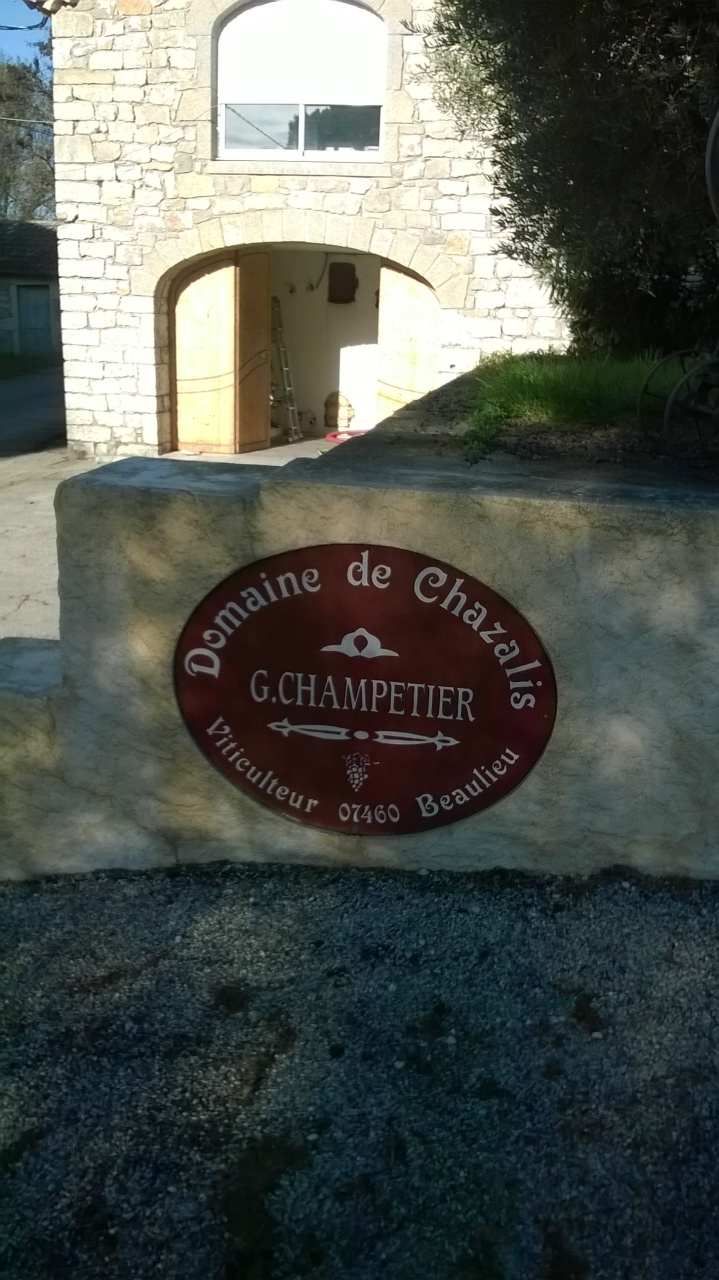 Domaine de Chazalis
G.CHAMPETIER
Viticulteur 07460 Beaulieu